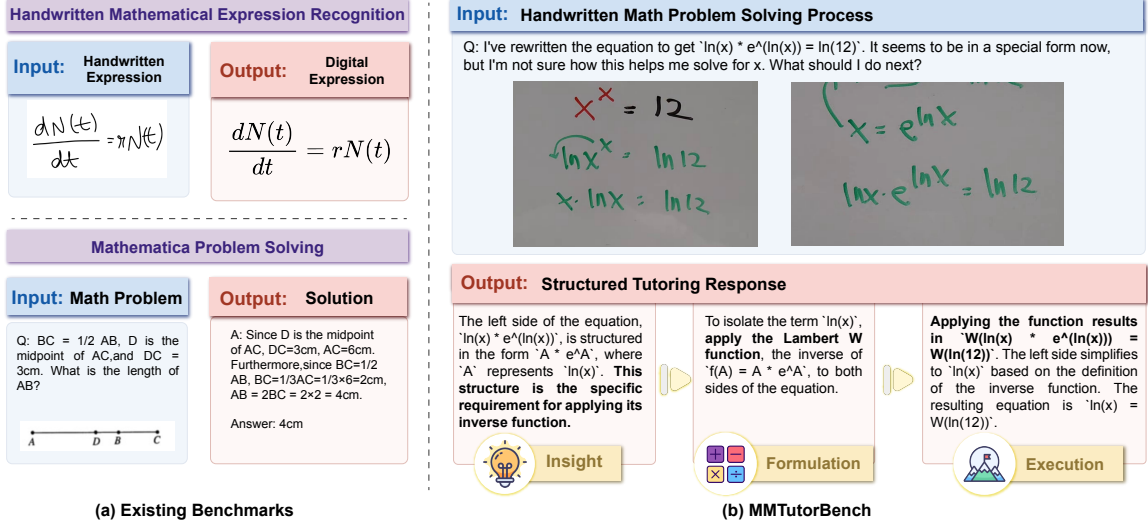 Handwritten Mathematical Expression Recognition
Input: Handwritten
Expression
Output: Digital
Expression
dN(t)
dt
=rN(t)
dN(t)
dt
= rN(t)
Mathematica Problem Solving
Input: Math Problem
Output: Solution
Q: BC = 1/2 AB, D is the
midpoint of AC,and DC =
3cm. What is the length of
AB?
A D B C
A: Since D is the midpoint
of AC, DC=3cm, AC=6cm.
Furthermore,since BC=1/2
AB, BC=1/3AC=1/3×6=2cm,
AB = 2BC = 2×2 = 4cm.
Answer: 4cm
(a) Existing Benchmarks
Input: Handwritten Math Problem Solving Process
Q: I've rewritten the equation to get `ln(x) * e^(ln(x)) = ln(12)`. It seems to be in a special form now,
but I'm not sure how this helps me solve for x. What should I do next?
x^x = 12
ln x^x = ln 12
x · ln x = ln 12
x = e^lnx
lnx · e^lnx = ln 12
Output: Structured Tutoring Response
The left side of the equation,
`ln(x) * e^(ln(x))`, is structured
in the form `A * e^A`, where
`A` represents `ln(x)`. This
structure is the specific
requirement for applying its
inverse function.
Insight
To isolate the term `ln(x)`,
apply the Lambert W
function, the inverse of
`f(A) = A * e^A`, to both
sides of the equation.
Formulation
Applying the function results
in `W(ln(x) * e^(ln(x))) =
W(ln(12))`. The left side simplifies
to `ln(x)` based on the definition
of the inverse function. The
resulting equation is `ln(x) =
W(ln(12))`.
Execution
(b) MMTutorBench